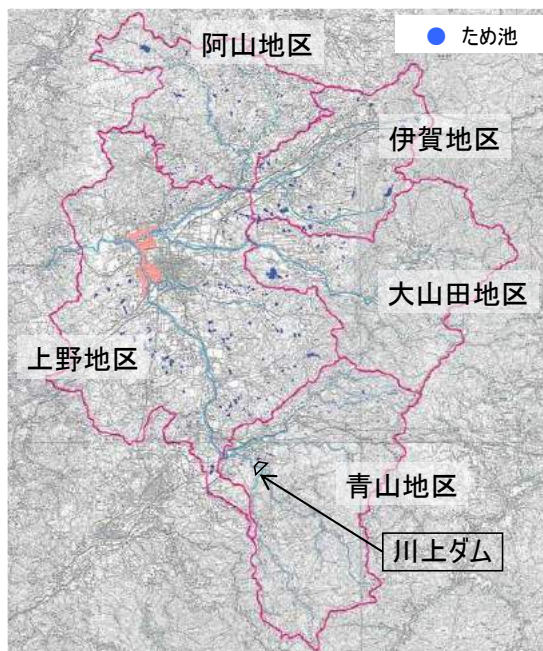 阿山地区
ため池
伊賀地区
大山田地区
上野地区
青山地区
川上ダム